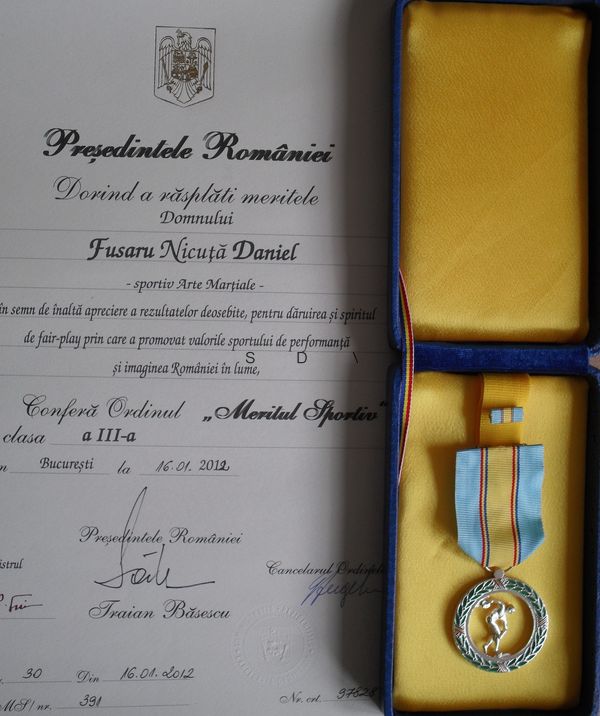 Președintele României
Dorind a răsplăti meritele
Domnului
Fusaru Nicuță Daniel
- sportiv Arte Marțiale -
în semn de înaltă apreciere a rezultatelor deosebite, pentru dăruirea și spiritul
de fair-play prin care a promovat valorile sportului de performanță
S D
și imaginea României în lume,
Conferă Ordinul „Meritul Sportiv”
clasa a III-a
București la 16.01.2012
Președintele României
Cancelarul Ordinelor
Traian Băsescu
30 Din 16.01.2012
MS/nr. 391
Nr. crt. 97628